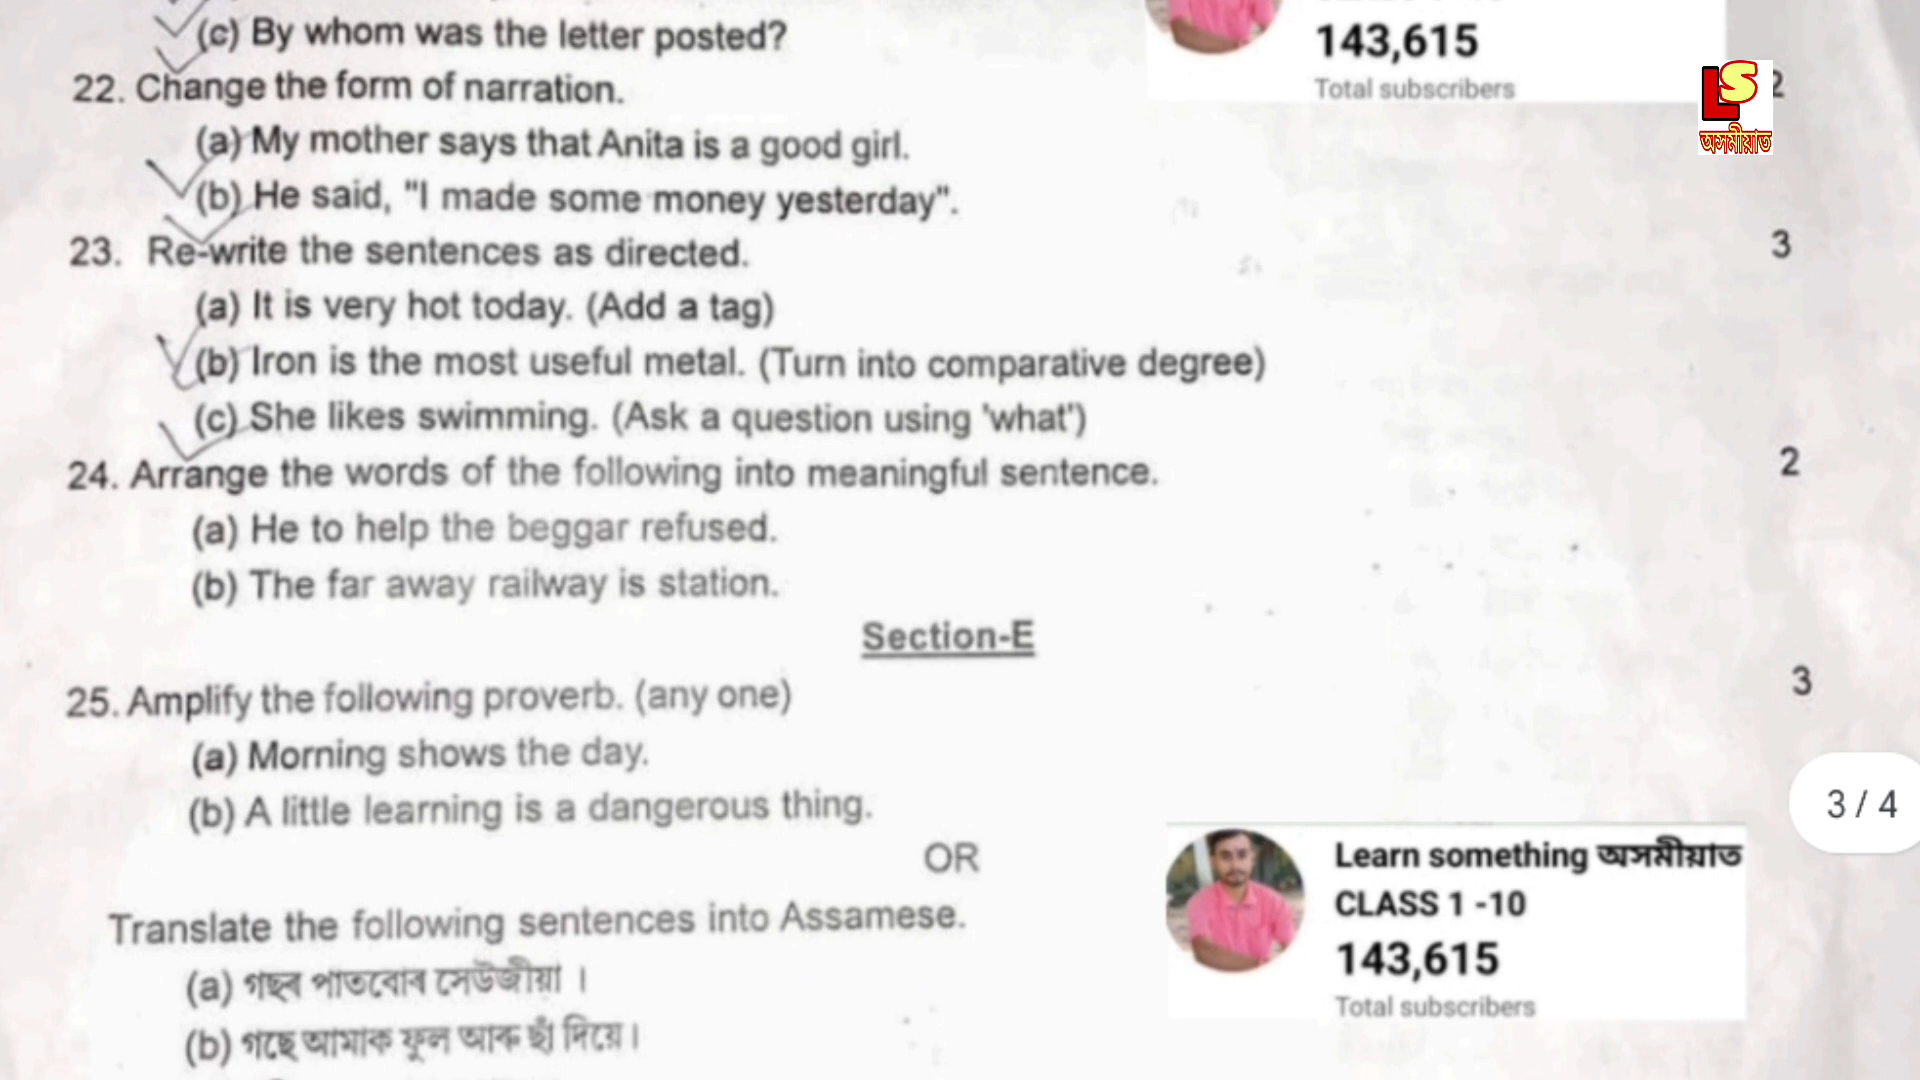 (c) By whom was the letter posted?
143,615
Total subscribers
22. Change the form of narration.
2
LS
অসমীয়াত
(a) My mother says that Anita is a good girl.
(b) He said, "I made some money yesterday".
23. Re-write the sentences as directed.
3
(a) It is very hot today. (Add a tag)
(b) Iron is the most useful metal. (Turn into comparative degree)
(c) She likes swimming. (Ask a question using 'what')
24. Arrange the words of the following into meaningful sentence.
2
(a) He to help the beggar refused.
(b) The far away railway is station.
Section-E
25. Amplify the following proverb. (any one)
3
(a) Morning shows the day.
(b) A little learning is a dangerous thing.
3 / 4
OR
Learn something অসমীয়াত
CLASS 1 -10
143,615
Total subscribers
Translate the following sentences into Assamese.
(a) গছৰ পাতবোৰ সেউজীয়া ।
(b) গছে আমাক ফুল আৰু ছাঁ দিয়ে।